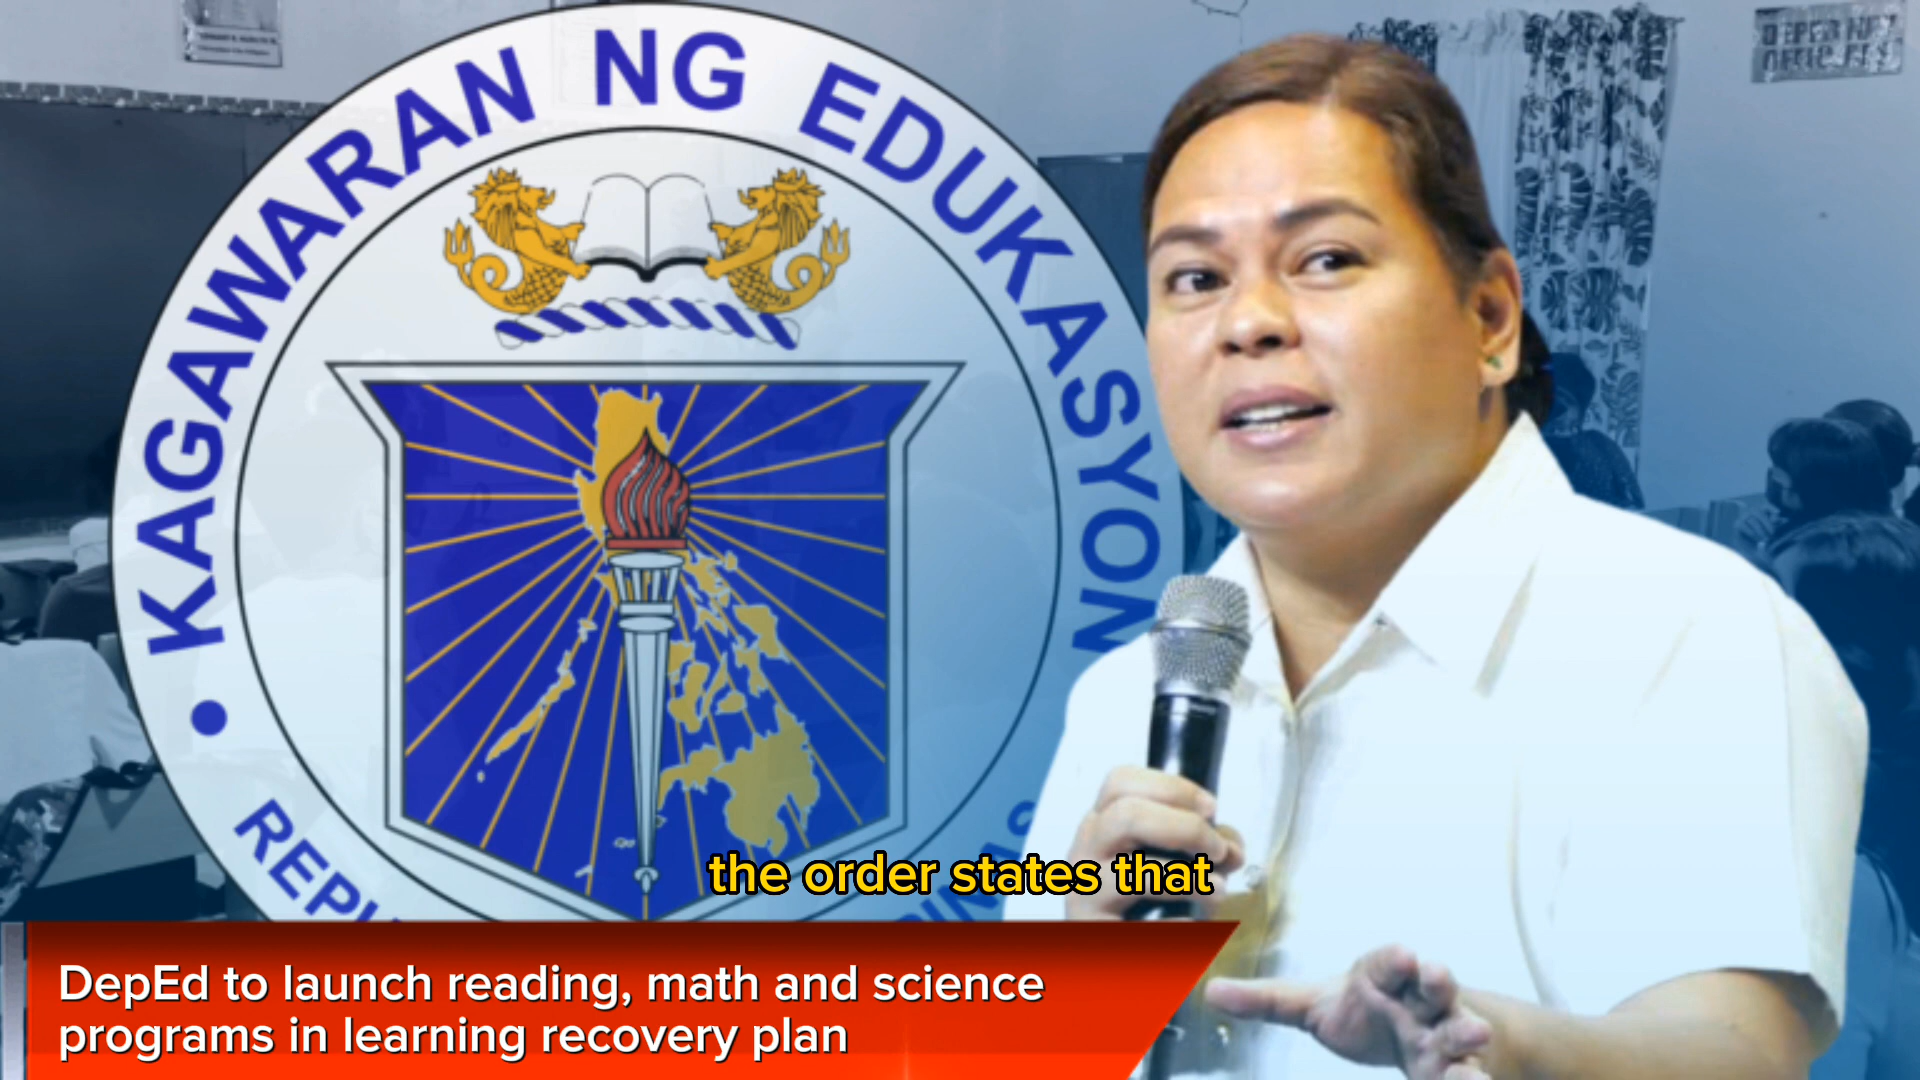 KAGAWARAN NG EDUKASYON
the order states that
DepEd to launch reading, math and science
programs in learning recovery plan